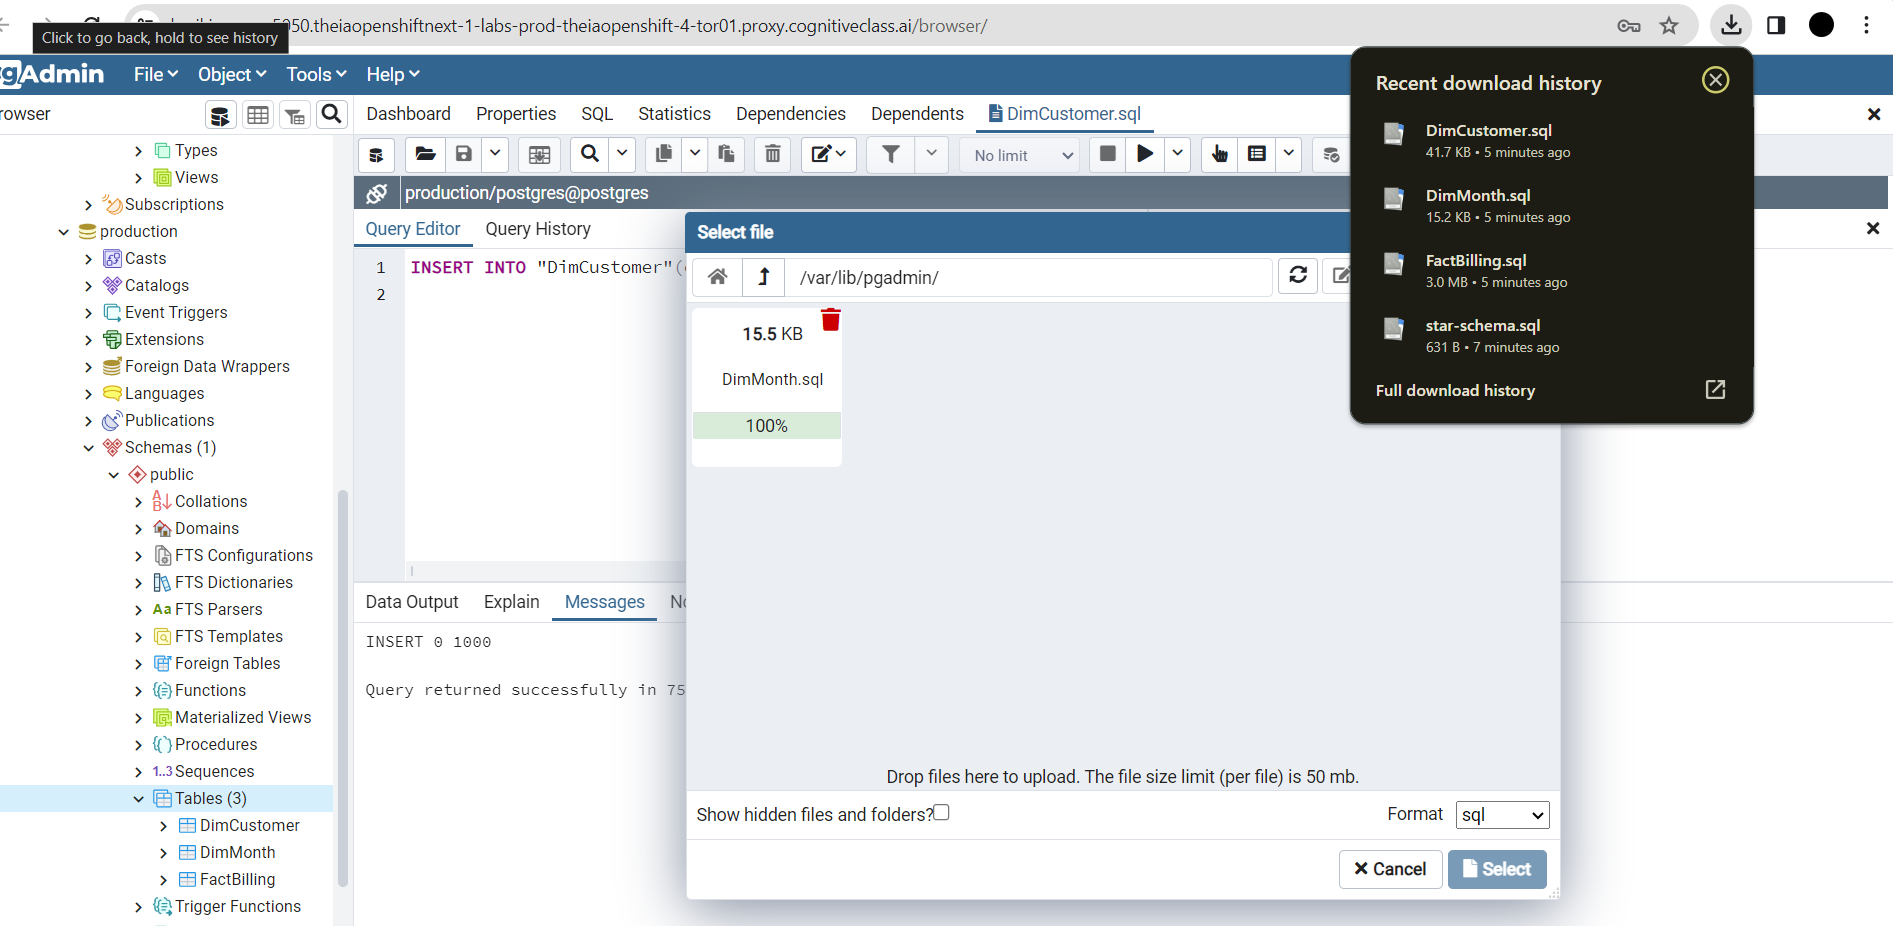 Click to go back, hold to see history
050.theiaopenshiftnext-1-labs-prod-theiaopenshift-4-tor01.proxy.cognitiveclass.ai/browser/
pgAdmin
File
Object
Tools
Help
rowser
Dashboard
Properties
SQL
Statistics
Dependencies
Dependents
DimCustomer.sql
No limit
production/postgres@postgres
Query Editor
Query History
1
INSERT INTO "DimCustomer"(
2
Types
Views
Subscriptions
production
Casts
Catalogs
Event Triggers
Extensions
Foreign Data Wrappers
Languages
Publications
Schemas (1)
public
Collations
Domains
FTS Configurations
FTS Dictionaries
Aa FTS Parsers
FTS Templates
Foreign Tables
Functions
Materialized Views
Procedures
1..3 Sequences
Tables (3)
DimCustomer
DimMonth
FactBilling
Trigger Functions
Data Output
Explain
Messages
No
INSERT 0 1000
Query returned successfully in 75
Select file
/var/lib/pgadmin/
15.5 KB
DimMonth.sql
100%
Drop files here to upload. The file size limit (per file) is 50 mb.
Show hidden files and folders?
Format
sql
Cancel
Select
Recent download history
DimCustomer.sql
41.7 KB • 5 minutes ago
DimMonth.sql
15.2 KB • 5 minutes ago
FactBilling.sql
3.0 MB • 5 minutes ago
star-schema.sql
631 B • 7 minutes ago
Full download history